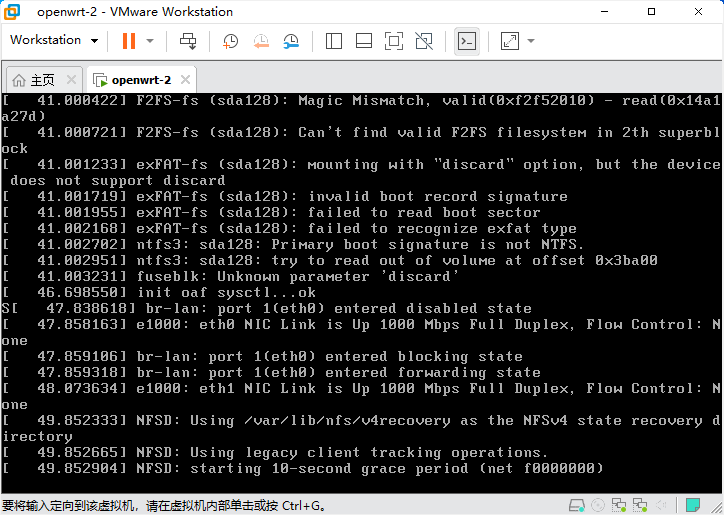 openwrt-2 - VMware Workstation
Workstation
主页
openwrt-2
[   41.000422] F2FS-fs (sda128): Magic Mismatch, valid(0xf2f52010) - read(0x14a1
a27d)
[   41.000721] F2FS-fs (sda128): Can't find valid F2FS filesystem in 2th superbl
ock
[   41.001233] exFAT-fs (sda128): mounting with "discard" option, but the device
 does not support discard
[   41.001719] exFAT-fs (sda128): invalid boot record signature
[   41.001955] exFAT-fs (sda128): failed to read boot sector
[   41.002168] exFAT-fs (sda128): failed to recognize exfat type
[   41.002702] ntfs3: sda128: Primary boot signature is not NTFS.
[   41.002951] ntfs3: sda128: try to read out of volume at offset 0x3ba00
[   41.003231] fuseblk: Unknown parameter 'discard'
[   46.698550] init oaf sysctl...ok
S[   47.838618] br-lan: port 1(eth0) entered disabled state
[   47.858163] e1000: eth0 NIC Link is Up 1000 Mbps Full Duplex, Flow Control: N
one
[   47.859106] br-lan: port 1(eth0) entered blocking state
[   47.859318] br-lan: port 1(eth0) entered forwarding state
[   48.073634] e1000: eth1 NIC Link is Up 1000 Mbps Full Duplex, Flow Control: N
one
[   49.852333] NFSD: Using /var/lib/nfs/v4recovery as the NFSv4 state recovery d
irectory
[   49.852665] NFSD: Using legacy client tracking operations.
[   49.852904] NFSD: starting 10-second grace period (net f0000000)
要将输入定向到该虚拟机，请在虚拟机内部单击或按 Ctrl+G。